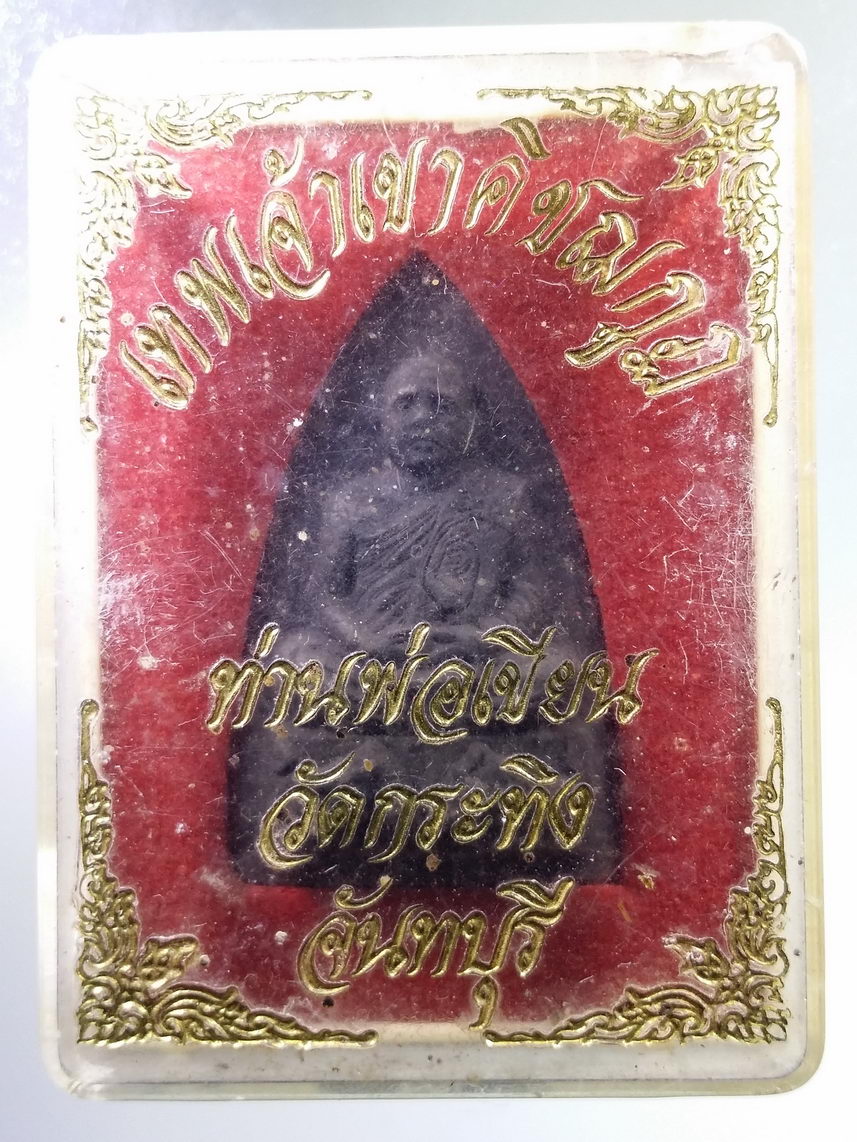 เทพเจ้าเขาคิชฌกูฏ
ท่านพ่อเขียน
วัดกระทิง
จันทบุรี